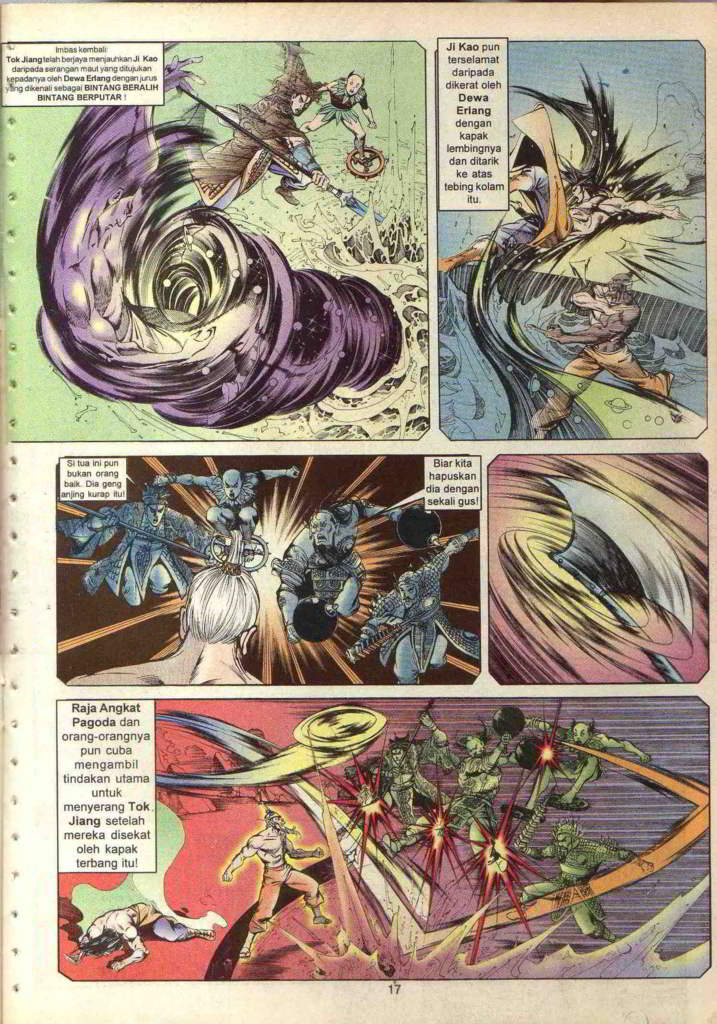 Imbas kembali:
Tok Jiang telah berjaya menjauhkan Ji Kao
daripada serangan maut yang ditujukan
kepadanya oleh Dewa Erlang dengan jurus
yang dikenali sebagai BINTANG BERALIH
BINTANG BERPUTAR !
Ji Kao pun
terselamat
daripada
dikerat oleh
Dewa
Erlang
dengan
kapak
lembingnya
dan ditarik
ke atas
tebing kolam
itu.
Si tua ini pun
bukan orang
baik. Dia geng
anjing kurap itu!
Biar kita
hapuskan
dia dengan
sekali gus!
Raja Angkat
Pagoda dan
orang-orangnya
pun cuba
mengambil
tindakan utama
untuk
menyerang Tok
Jiang setelah
mereka disekat
oleh kapak
terbang itu!
17